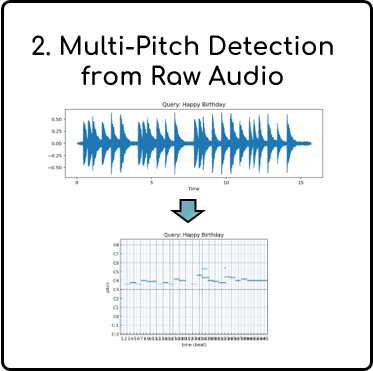 2. Multi-Pitch Detection
from Raw Audio
Query: Happy Birthday
0.50
0.25
0.00
−0.25
−0.50
0 5 10 15
Time
Query: Happy Birthday
C8
C7
C6
C5
C4
C3
C2
C1
C0
C-1
C-2
pitch
time (beat)